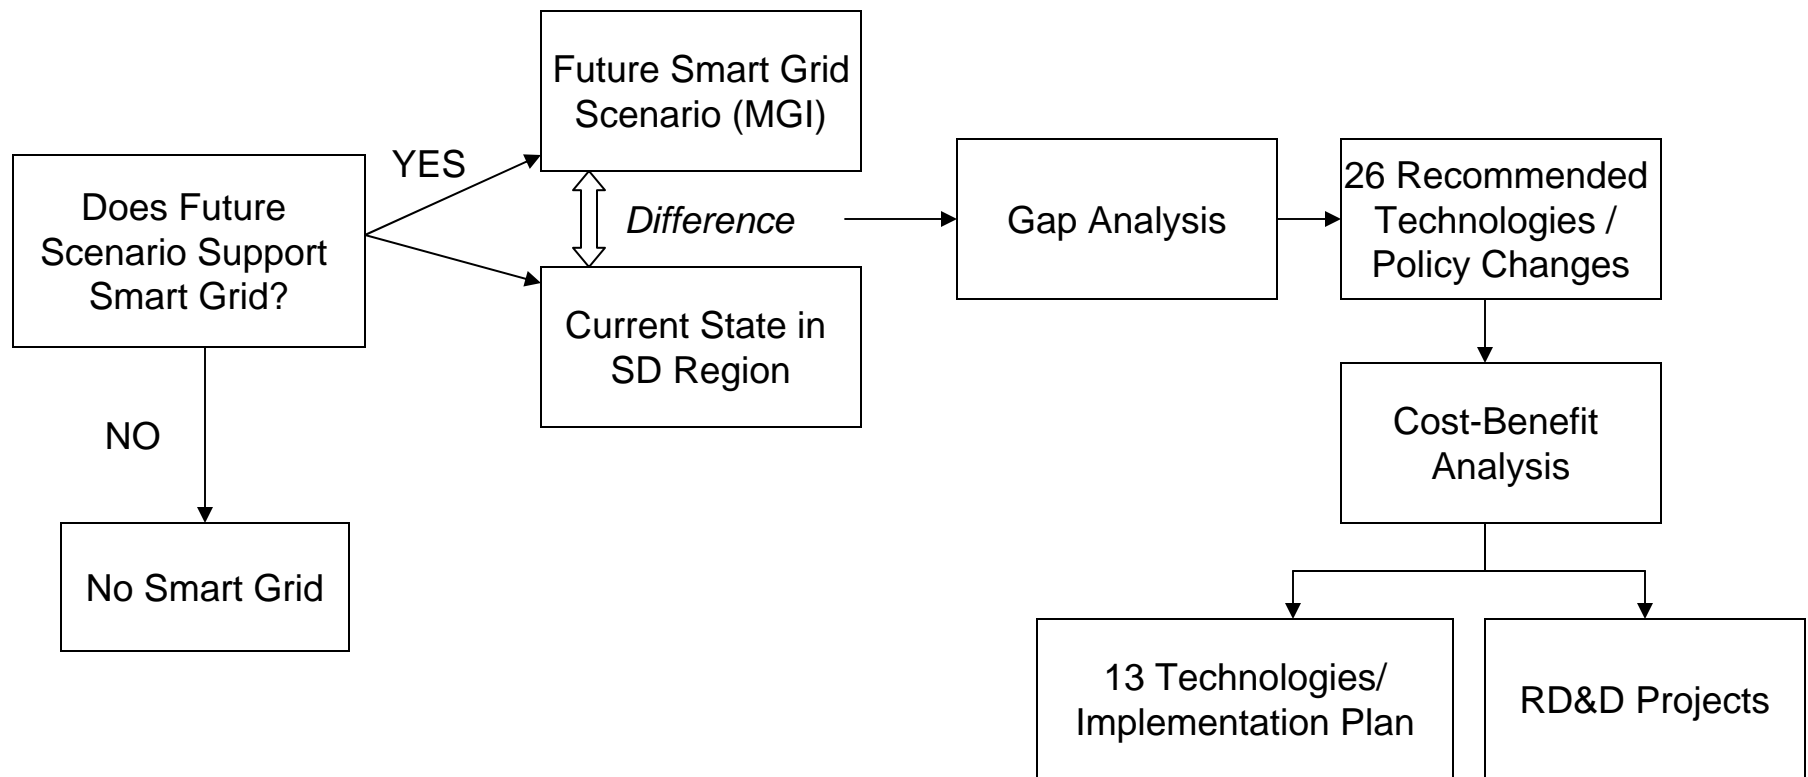 Future Smart Grid
Scenario (MGI)
YES
Does Future
Scenario Support
Smart Grid?
Difference
Gap Analysis
26 Recommended
Technologies /
Policy Changes
Current State in
SD Region
NO
Cost-Benefit
Analysis
No Smart Grid
13 Technologies/
Implementation Plan
RD&D Projects